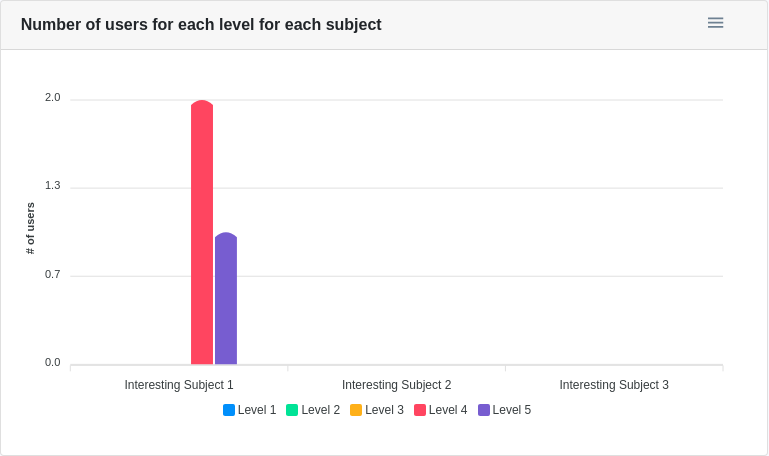 Number of users for each level for each subject
2.0
1.3
0.7
0.0
# of users
Interesting Subject 1 Interesting Subject 2 Interesting Subject 3
Level 1 Level 2 Level 3 Level 4 Level 5